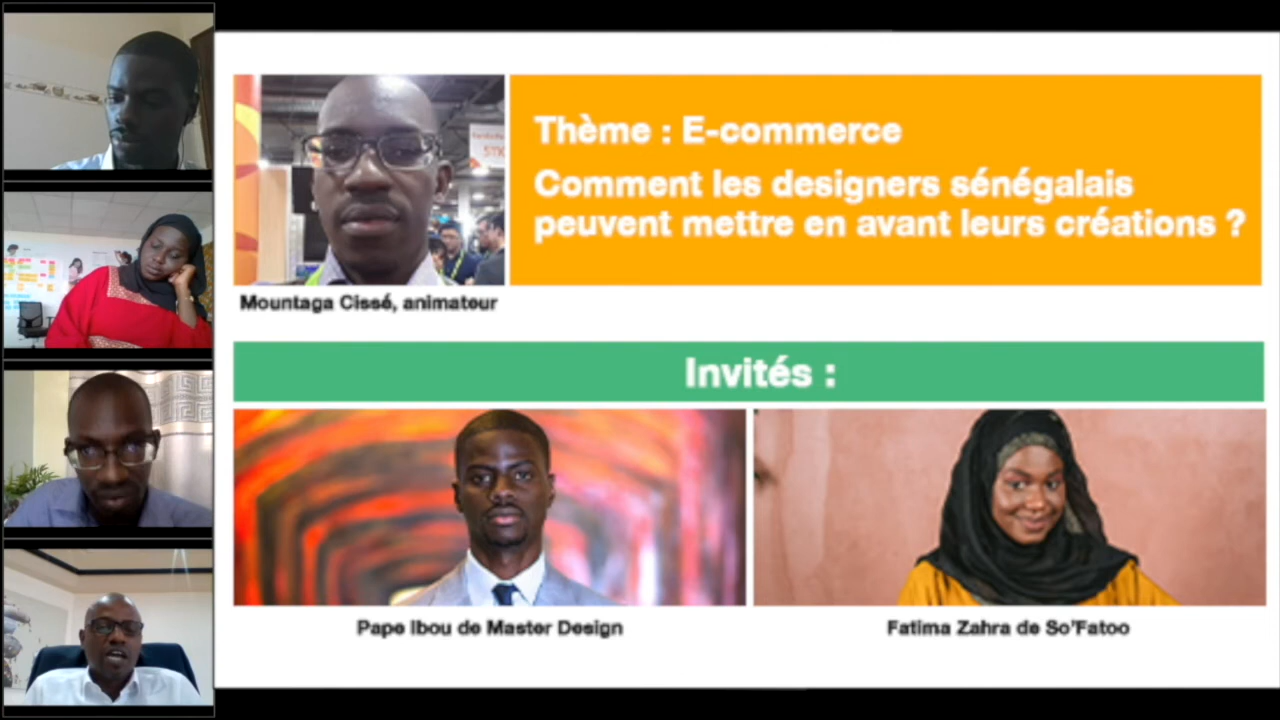 Thème : E-commerce
Comment les designers sénégalais
peuvent mettre en avant leurs créations ?
Mountaga Cissé, animateur
Invités :
Pape Ibou de Master Design
Fatima Zahra de So'Fatoo